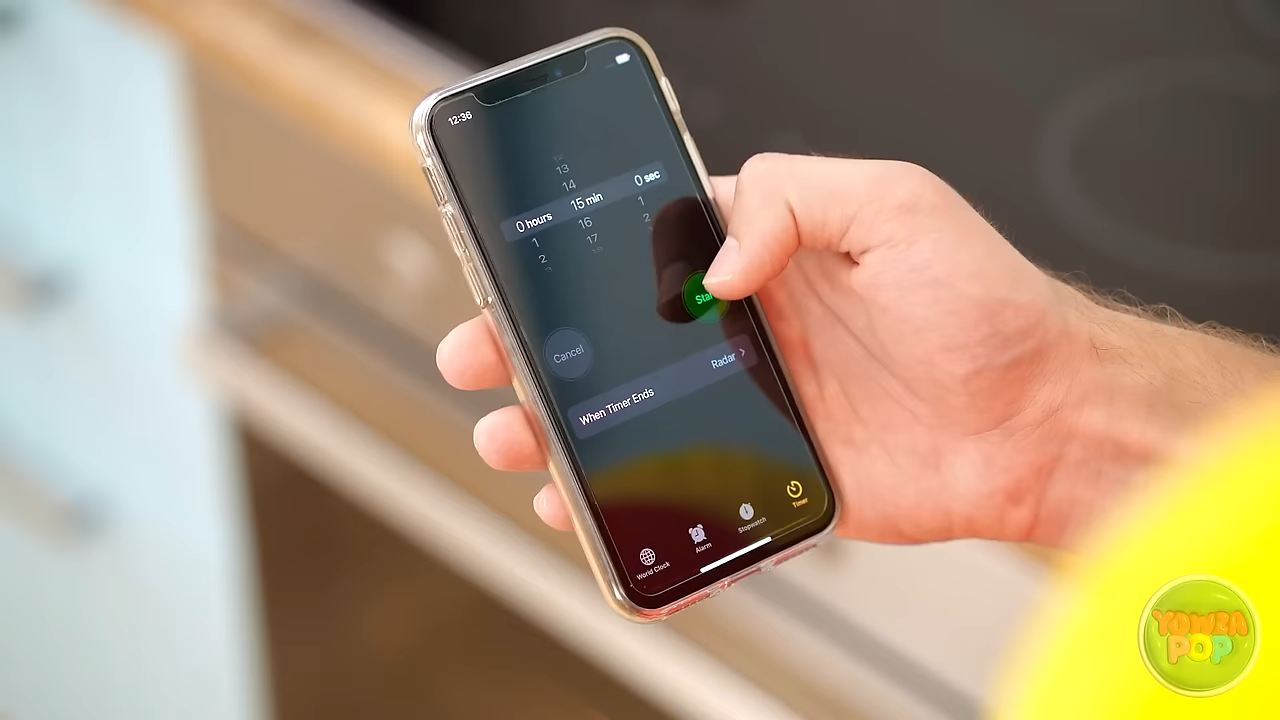 12:36
13
14
0 hours 15 min 0 sec
1 16 1
2 17 2
Cancel
When Timer Ends Radar
World Clock
Alarm
Stopwatch
Timer
YOWZA
POP